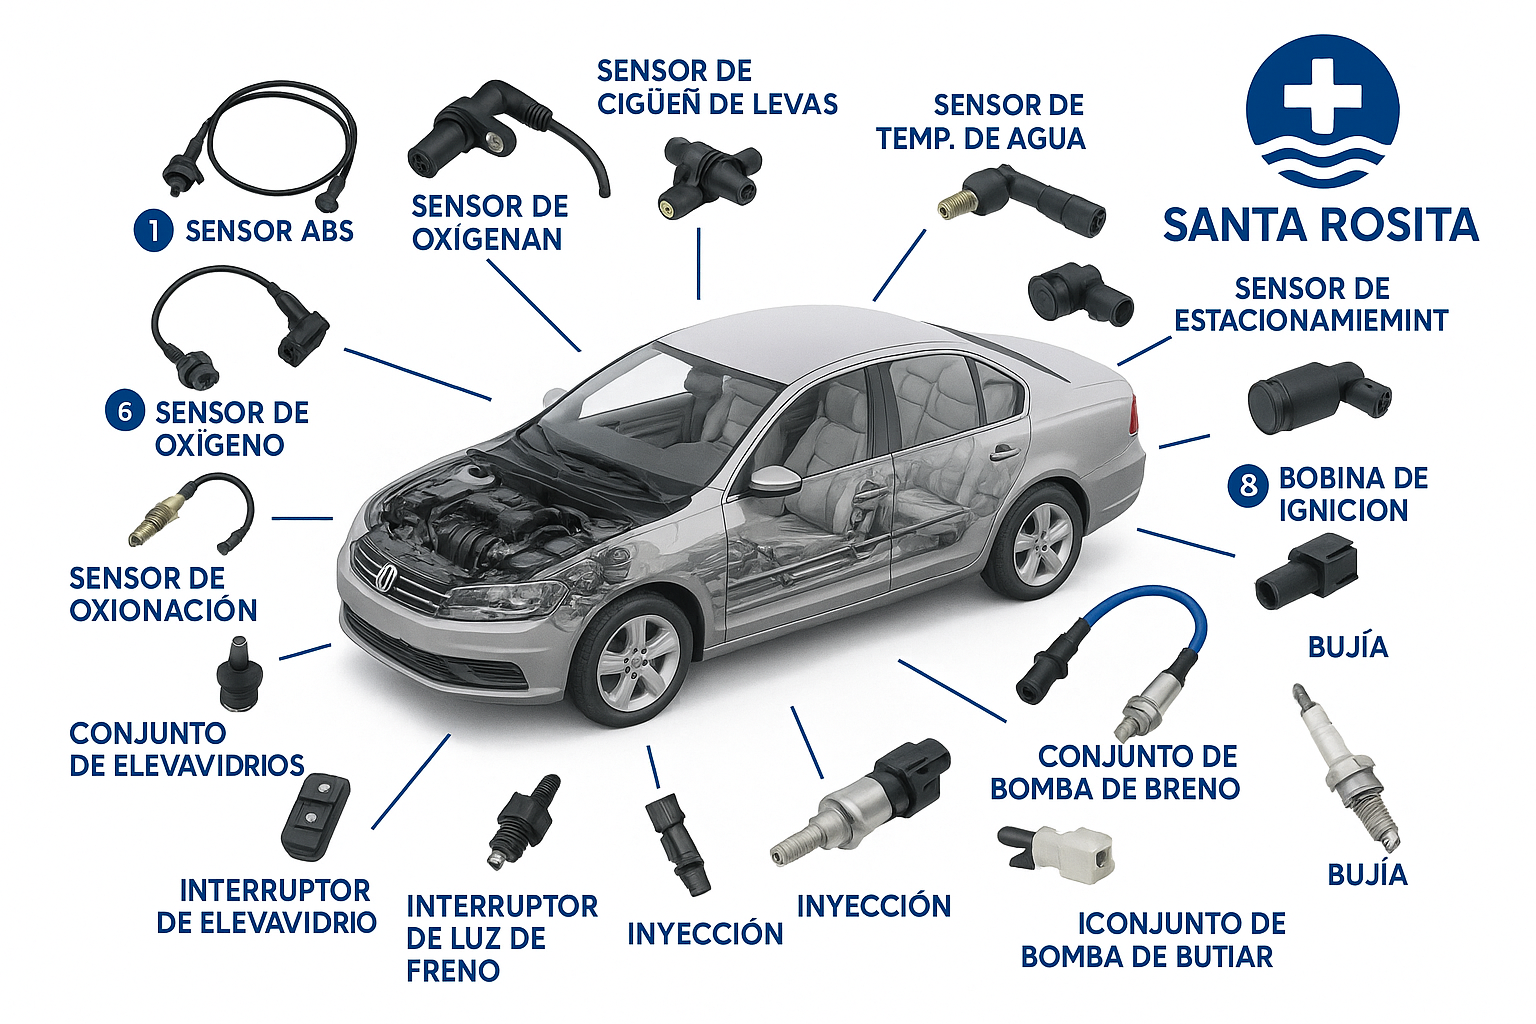 SENSOR DE
CIGÜEÑ DE LEVAS
SENSOR DE
TEMP. DE AGUA
SANTA ROSITA
1 SENSOR ABS
SENSOR DE
OXÍGENAN
SENSOR DE
ESTACIONAMIEMINT
6 SENSOR DE
OXÏGENO
8 BOBINA DE
IGNICION
SENSOR DE
OXIONACIÓN
BUJÍA
CONJUNTO
DE ELEVAVIDRIOS
CONJUNTO DE
BOMBA DE BRENO
BUJÍA
INTERRUPTOR
DE ELEVAVIDRIO
INTERRUPTOR
DE LUZ DE
FRENO
INYECCIÓN
INYECCIÓN
ICONJUNTO DE
BOMBA DE BUTIAR